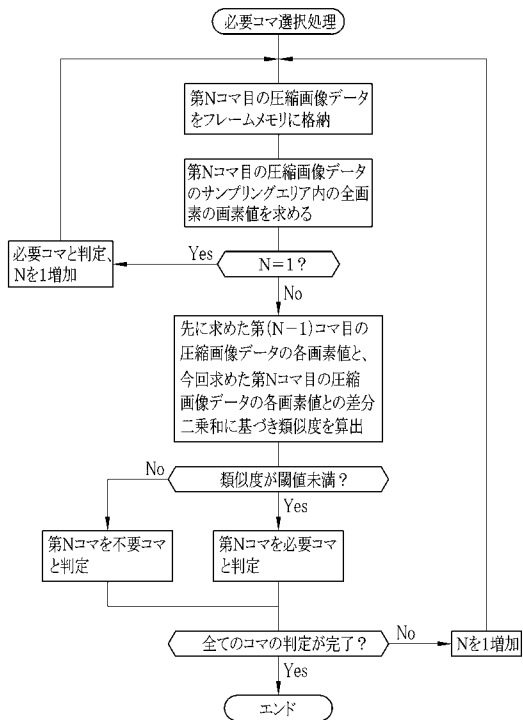 必要コマ選択処理
第Nコマ目の圧縮画像データ
をフレームメモリに格納
第Nコマ目の圧縮画像データ
のサンプリングエリア内の全画
素の画素値を求める
必要コマと判定、
Nを1増加
Yes
N=1?
No
先に求めた第(N-1)コマ目の
圧縮画像データの各画素値と、
今回求めた第Nコマ目の圧縮
画像データの各画素値との差分
二乗和に基づき類似度を算出
No
類似度が閾値未満?
Yes
第Nコマを不要コマ
と判定
第Nコマを必要コマ
と判定
全てのコマの判定が完了?
No
Nを1増加
Yes
エンド